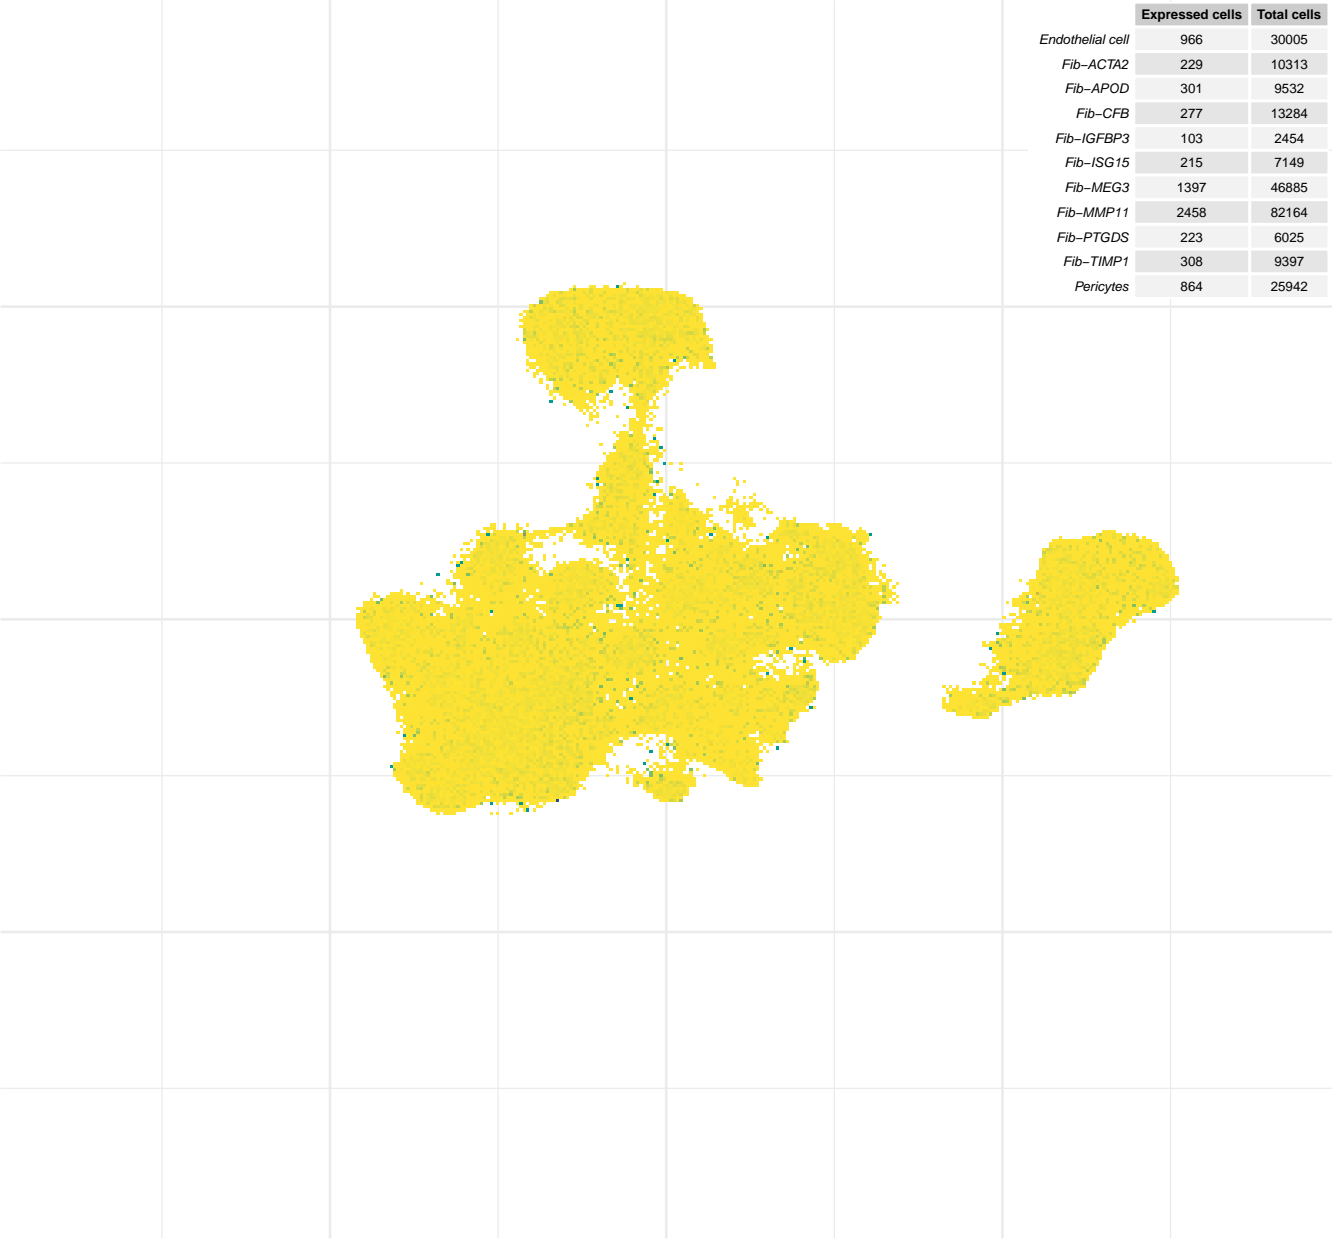 Expressed cells Total cells
Endothelial cell 966 30005
Fib−ACTA2 229 10313
Fib−APOD 301 9532
Fib−CFB 277 13284
Fib−IGFBP3 103 2454
Fib−ISG15 215 7149
Fib−MEG3 1397 46885
Fib−MMP11 2458 82164
Fib−PTGDS 223 6025
Fib−TIMP1 308 9397
Pericytes 864 25942